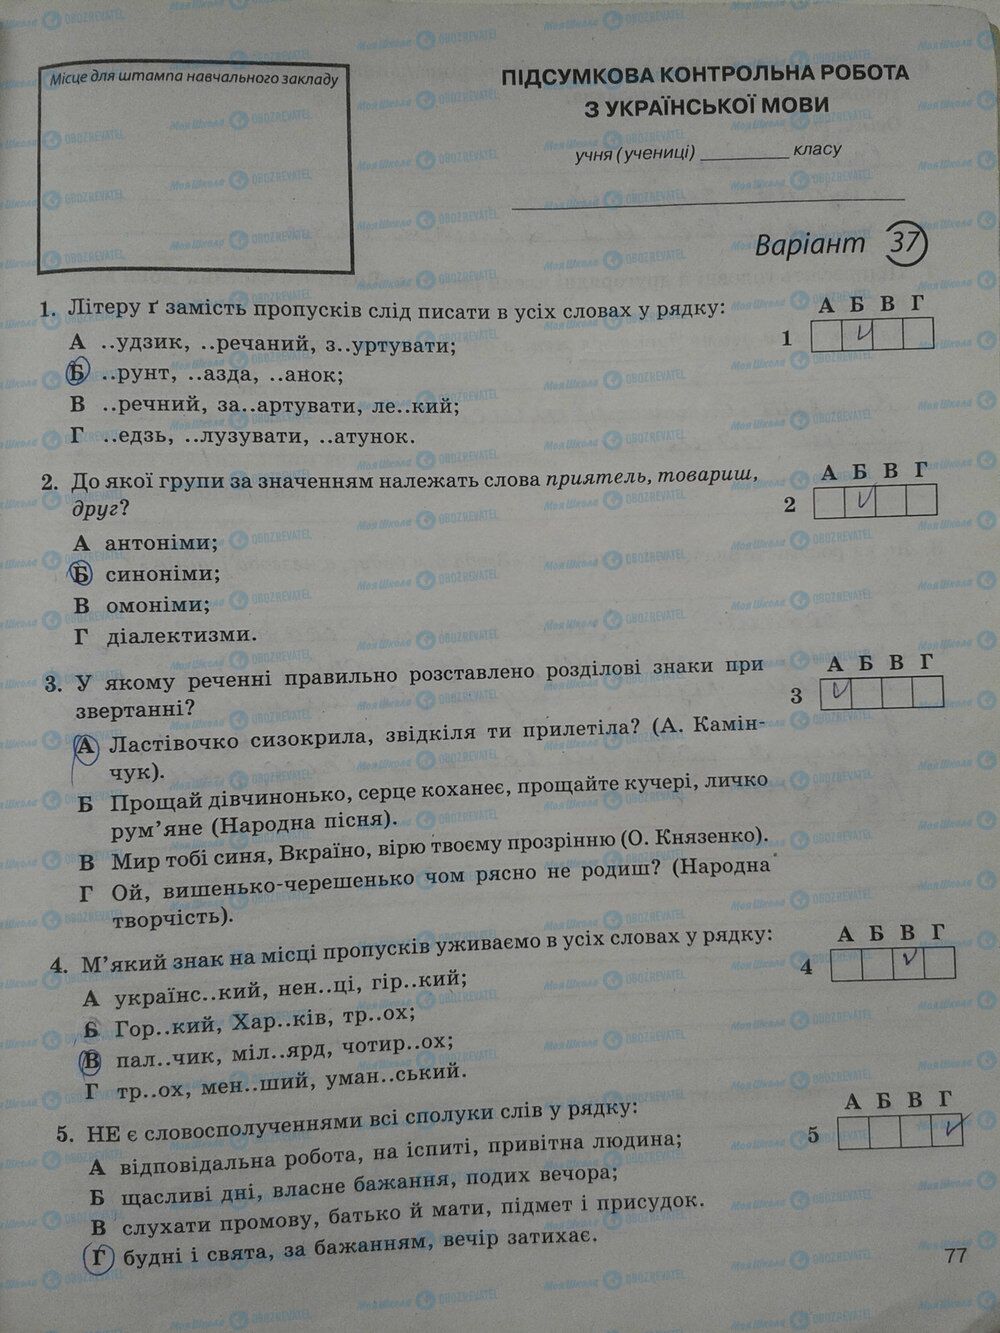 Місце для штампа навчального закладу
ПІДСУМКОВА КОНТРОЛЬНА РОБОТА
З УКРАЇНСЬКОЇ МОВИ
учня (учениці) __________ класу
Варіант 37
1. Літеру ґ замість пропусків слід писати в усіх словах у рядку:
А ..удзик, ..речаний, з..уртувати;
Б ..рунт, ..азда, ..анок;
В ..речний, за..артувати, ле..кий;
Г ..едзь, ..лузувати, ..атунок.
А Б В Г
1
2. До якої групи за значенням належать слова приятель, товариш,
друг?
А антоніми;
Б синоніми;
В омоніми;
Г діалектизми.
А Б В Г
2
3. У якому реченні правильно розставлено розділові знаки при
звертанні?
А Ластівочко сизокрила, звідкіля ти прилетіла? (А. Камін-
чук).
Б Прощай дівчинонько, серце коханеє, прощайте кучері, личко
рум’яне (Народна пісня).
В Мир тобі синя, Вкраїно, вірю твоєму прозрінню (О. Князенко).
Г Ой, вишенько-черешенько чом рясно не родиш? (Народна
творчість).
А Б В Г
3
4. М’який знак на місці пропусків уживаємо в усіх словах у рядку:
А українс..кий, нен..ці, гір..кий;
Б Гор..кий, Хар..ків, тр..ох;
В пал..чик, міл..ярд, чотир..ох;
Г тр..ох, мен..ший, уман..ський.
А Б В Г
4
5. НЕ є словосполученнями всі сполуки слів у рядку:
А відповідальна робота, на іспиті, привітна людина;
Б щасливі дні, власне бажання, подих вечора;
В слухати промову, батько й мати, підмет і присудок.
Г будні і свята, за бажанням, вечір затихає.
А Б В Г
5
77
МояШкола OBOZREVATEL